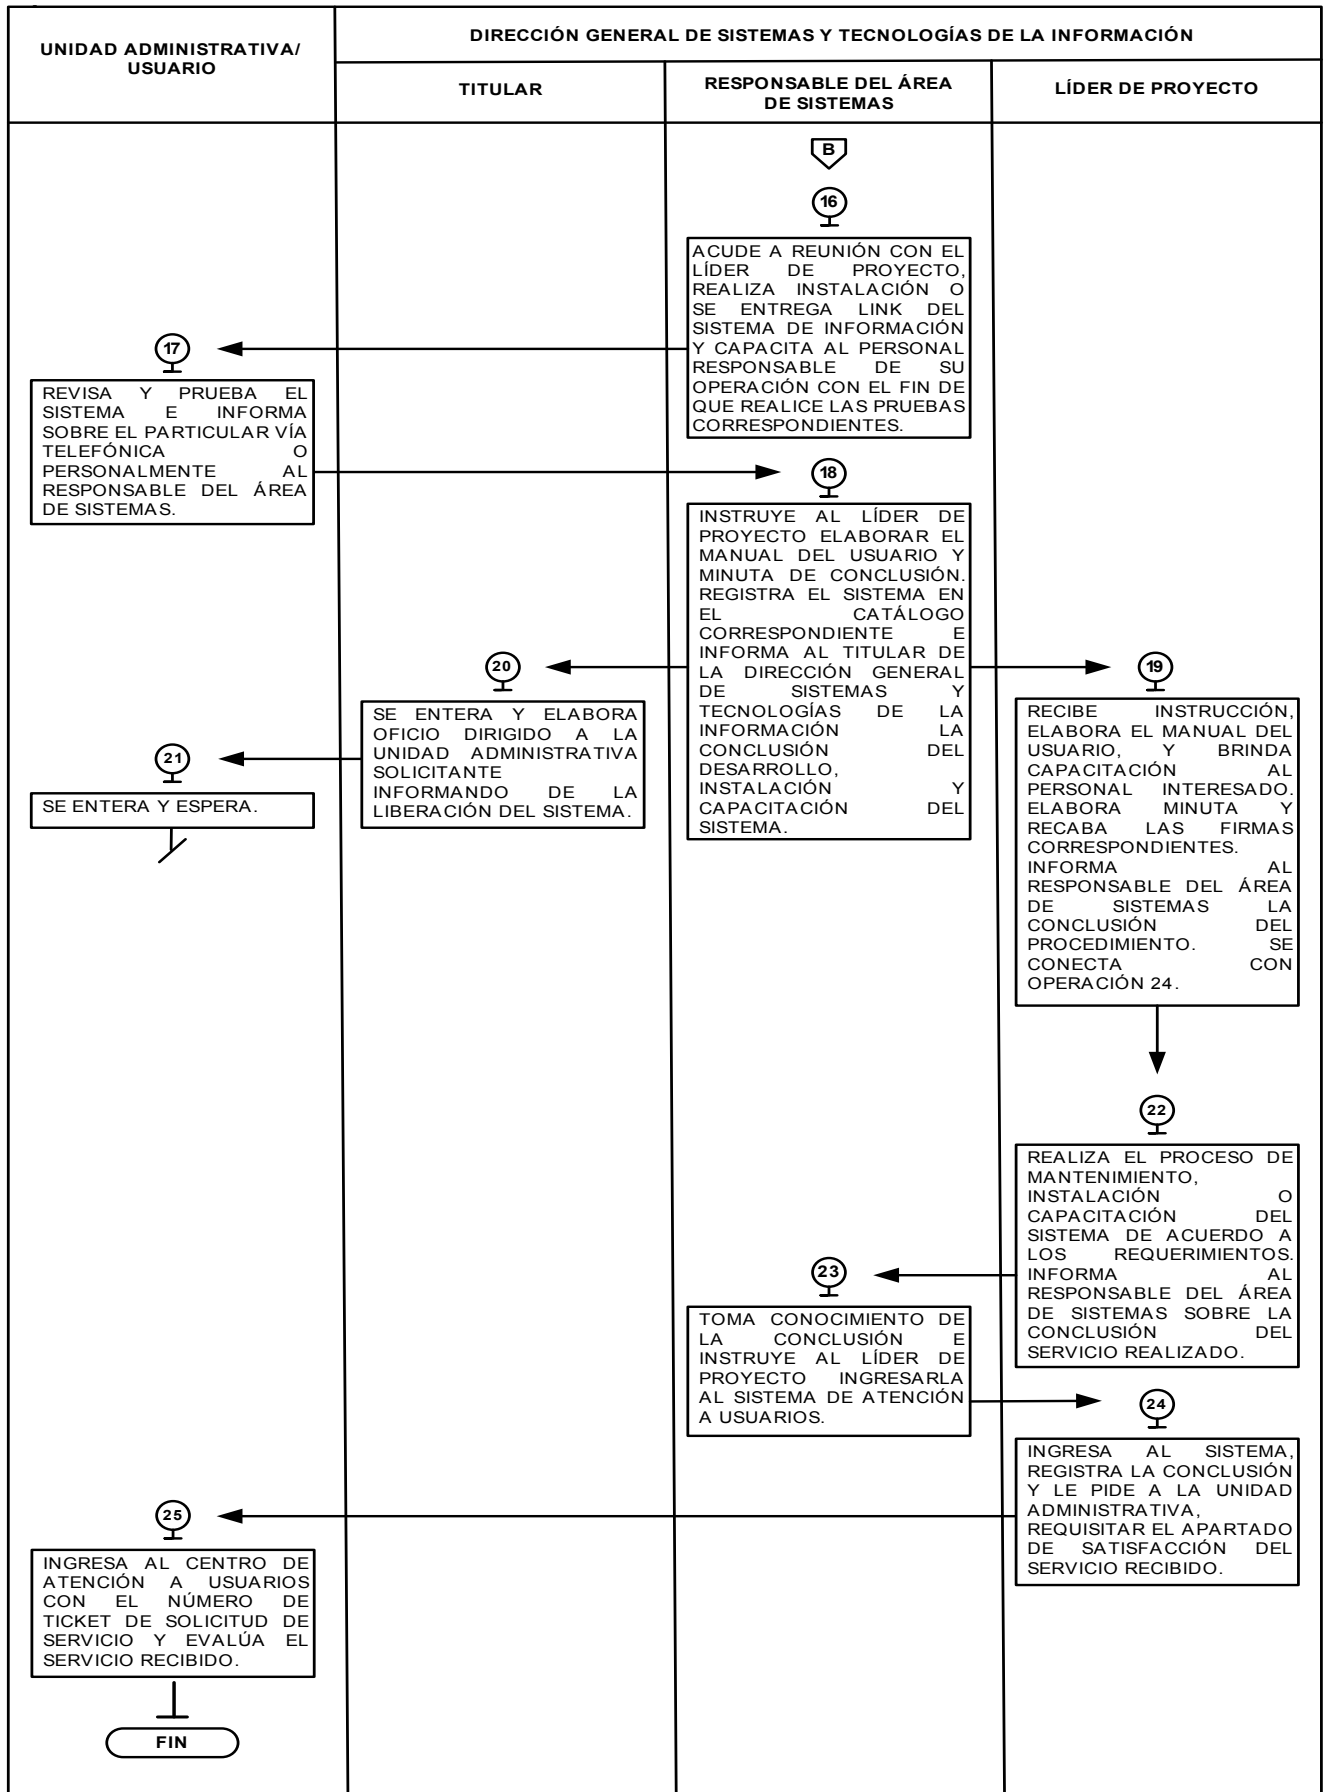 UNIDAD ADMINISTRATIVA/
USUARIO
DIRECCIÓN GENERAL DE SISTEMAS Y TECNOLOGÍAS DE LA INFORMACIÓN
TITULAR
RESPONSABLE DEL ÁREA
DE SISTEMAS
LÍDER DE PROYECTO
B
16
ACUDE A REUNIÓN CON EL
LÍDER DE PROYECTO,
REALIZA INSTALACIÓN O
SE ENTREGA LINK DEL
SISTEMA DE INFORMACIÓN
Y CAPACITA AL PERSONAL
RESPONSABLE DE SU
OPERACIÓN CON EL FIN DE
QUE REALICE LAS PRUEBAS
CORRESPONDIENTES.
17
REVISA Y PRUEBA EL
SISTEMA E INFORMA
SOBRE EL PARTICULAR VÍA
TELEFÓNICA O
PERSONALMENTE AL
RESPONSABLE DEL ÁREA
DE SISTEMAS.
18
INSTRUYE AL LÍDER DE
PROYECTO ELABORAR EL
MANUAL DEL USUARIO Y
MINUTA DE CONCLUSIÓN.
REGISTRA EL SISTEMA EN
EL CATÁLOGO
CORRESPONDIENTE E
INFORMA AL TITULAR DE
LA DIRECCIÓN GENERAL
DE SISTEMAS Y
TECNOLOGÍAS DE LA
INFORMACIÓN LA
CONCLUSIÓN DEL
DESARROLLO,
INSTALACIÓN Y
CAPACITACIÓN DEL
SISTEMA.
19
RECIBE INSTRUCCIÓN,
ELABORA EL MANUAL DEL
USUARIO, Y BRINDA
CAPACITACIÓN AL
PERSONAL INTERESADO.
ELABORA MINUTA Y
RECABA LAS FIRMAS
CORRESPONDIENTES.
INFORMA AL
RESPONSABLE DEL ÁREA
DE SISTEMAS LA
CONCLUSIÓN DEL
PROCEDIMIENTO. SE
CONECTA CON
OPERACIÓN 24.
20
SE ENTERA Y ELABORA
OFICIO DIRIGIDO A LA
UNIDAD ADMINISTRATIVA
SOLICITANTE
INFORMANDO DE LA
LIBERACIÓN DEL SISTEMA.
21
SE ENTERA Y ESPERA.
22
REALIZA EL PROCESO DE
MANTENIMIENTO,
INSTALACIÓN O
CAPACITACIÓN DEL
SISTEMA DE ACUERDO A
LOS REQUERIMIENTOS.
INFORMA AL
RESPONSABLE DEL ÁREA
DE SISTEMAS SOBRE LA
CONCLUSIÓN DEL
SERVICIO REALIZADO.
23
TOMA CONOCIMIENTO DE
LA CONCLUSIÓN E
INSTRUYE AL LÍDER DE
PROYECTO INGRESARLA
AL SISTEMA DE ATENCIÓN
A USUARIOS.
24
INGRESA AL SISTEMA,
REGISTRA LA CONCLUSIÓN
Y LE PIDE A LA UNIDAD
ADMINISTRATIVA,
REQUISITAR EL APARTADO
DE SATISFACCIÓN DEL
SERVICIO RECIBIDO.
25
INGRESA AL CENTRO DE
ATENCIÓN A USUARIOS
CON EL NÚMERO DE
TICKET DE SOLICITUD DE
SERVICIO Y EVALÚA EL
SERVICIO RECIBIDO.
FIN